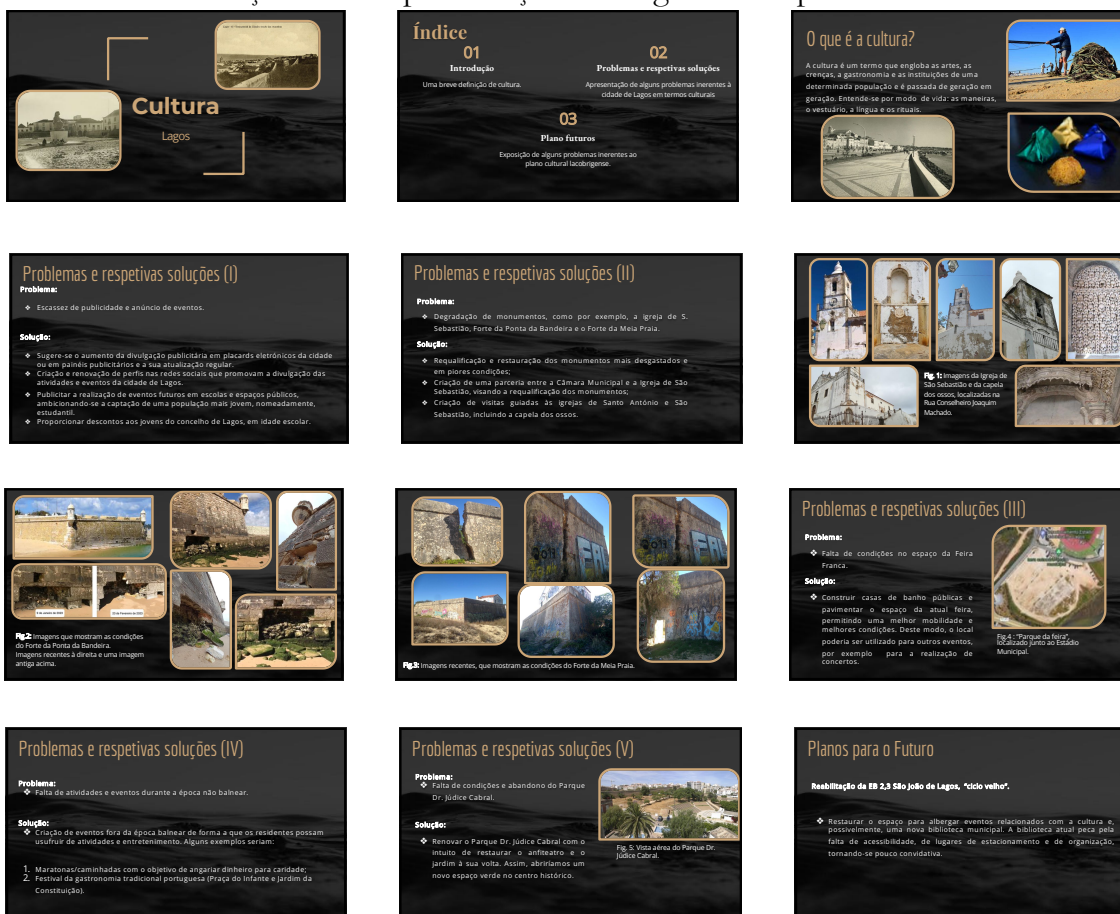 Cultura
Lagos
Índice
01
Introdução
Uma breve definição de cultura.
02
Problemas e respetivas soluções
Apresentação de alguns problemas inerentes à
cidade de Lagos em termos culturais
03
Plano futuros
Exposição de alguns problemas inerentes ao
plano cultural lacobrigense.
O que é a cultura?
A cultura é um termo que engloba as artes, as
crenças, a gastronomia e as instituições de uma
determinada população e é passada de geração em
geração. Entende-se por modo de vida: as maneiras,
o vestuário, a língua e os rituais.
Problemas e respetivas soluções (I)
Problema:
❖ Escassez de publicidade e anúncio de eventos.
Solução:
❖ Sugere-se o aumento da divulgação publicitária em placards eletrónicos da cidade
ou em painéis publicitários e a sua atualização regular.
❖ Criação e renovação de perfis nas redes sociais que promovam a divulgação das
atividades e eventos da cidade de Lagos.
❖ Publicitar a realização de eventos futuros em escolas e espaços públicos,
ambicionando-se a captação de uma população mais jovem, nomeadamente,
estudantil.
❖ Proporcionar descontos aos jovens do concelho de Lagos, em idade escolar.
Problemas e respetivas soluções (II)
Problema:
❖ Degradação de monumentos, como por exemplo, a igreja de S.
Sebastião, Forte da Ponta da Bandeira e o Forte da Meia Praia.
Solução:
❖ Requalificação e restauração dos monumentos mais desgastados e
em piores condições;
❖ Criação de uma parceria entre a Câmara Municipal e a Igreja de São
Sebastião, visando a requalificação dos monumentos;
❖ Criação de visitas guiadas às igrejas de Santo António e São
Sebastião, incluindo a capela dos ossos.
Fig. 1: Imagens da Igreja de
São Sebastião e da capela
dos ossos, localizadas na
Rua Conselheiro Joaquim
Machado.
Fig.2: Imagens que mostram as condições
do Forte da Ponta da Bandeira.
Imagens recentes à direita e uma imagem
antiga acima.
Fig.3: Imagens recentes, que mostram as condições do Forte da Meia Praia.
Problemas e respetivas soluções (III)
Problema:
❖ Falta de condições no espaço da Feira
Franca.
Solução:
❖ Construir casas de banho públicas e
pavimentar o espaço da atual feira,
permitindo uma melhor mobilidade e
melhores condições. Deste modo, o local
poderia ser utilizado para outros eventos,
por exemplo para a realização de
concertos.
Fig.4 : "Parque da feira",
localizado junto ao Estádio
Municipal.
Problemas e respetivas soluções (IV)
Problema:
❖ Falta de atividades e eventos durante a época não balnear.
Solução:
❖ Criação de eventos fora da época balnear de forma a que os residentes possam
usufruir de atividades e entretenimento. Alguns exemplos seriam:
1. Maratonas/caminhadas com o objetivo de angariar dinheiro para caridade;
2. Festival da gastronomia tradicional portuguesa (Praça do Infante e Jardim da
Constituição).
Problemas e respetivas soluções (V)
Problema:
❖ Falta de condições e abandono do Parque
Dr. Júdice Cabral.
Solução:
❖ Renovar o Parque Dr. Júdice Cabral com o
intuito de restaurar o anfiteatro e o
jardim à sua volta. Assim, abriríamos um
novo espaço verde no centro histórico.
Fig. 5: Vista aérea do Parque Dr.
Júdice Cabral.
Planos para o Futuro
Reabilitação da EB 2,3 São João de Lagos, "ciclo velho".
❖ Restaurar o espaço para albergar eventos relacionados com a cultura e,
possivelmente, uma nova biblioteca municipal. A biblioteca atual peca pela
falta de acessibilidade, de lugares de estacionamento e de organização,
tornando-se pouco convidativa.